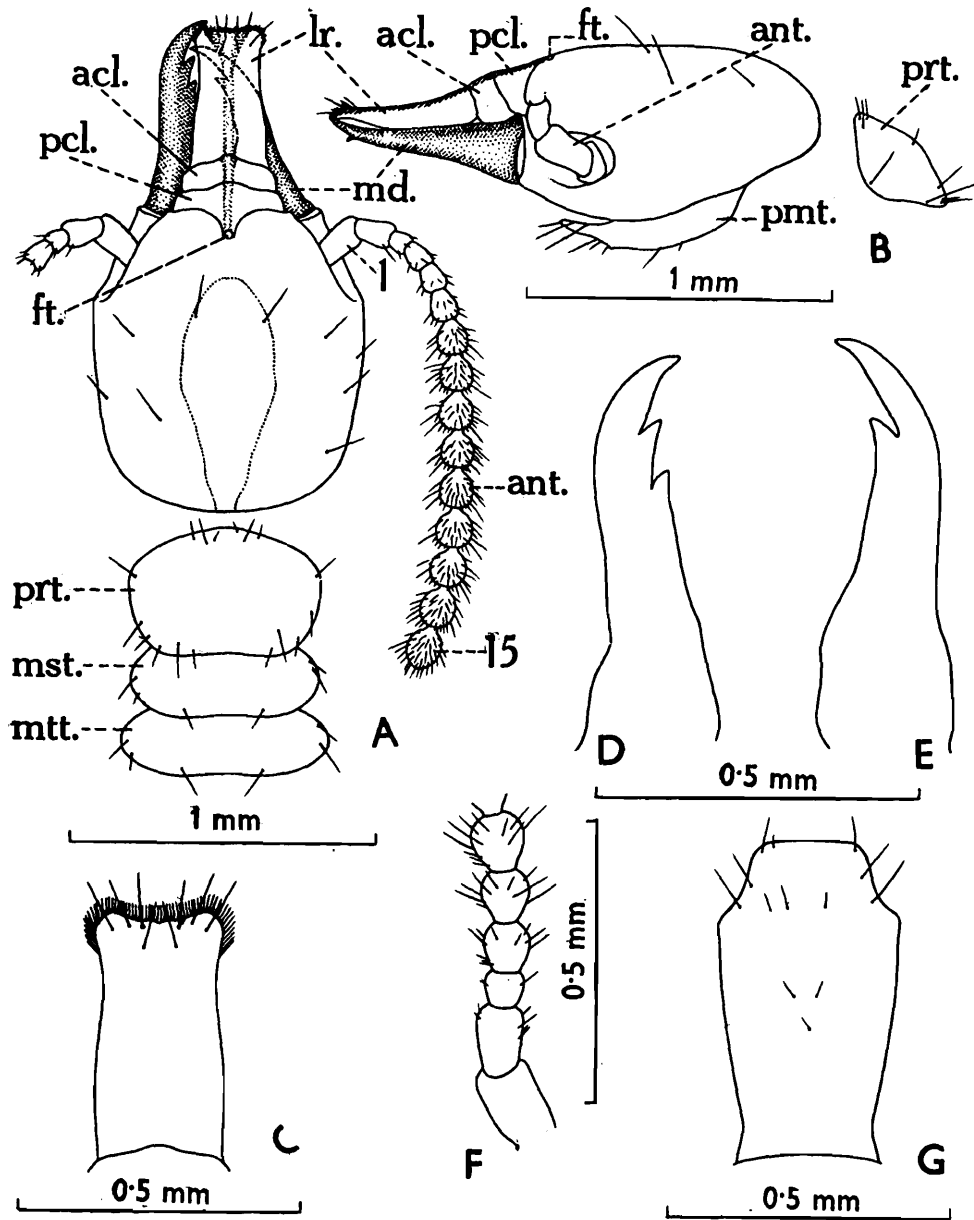 lr.
acl.
pcl.
ft.
ant.
prt.
acl.
pcl.
md.
pmt.
B
1
ft.
1 mm
ant.
prt.
15
mst.
mtt.
A
D
E
0·5 mm
1 mm
0·5 mm
C
F
G
0·5 mm
0·5 mm